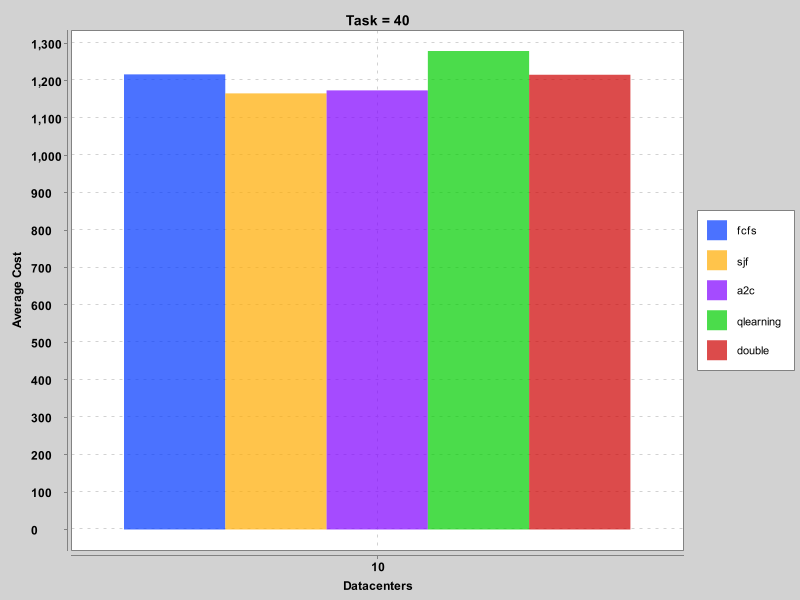 Task = 40
1,300
1,200
1,100
1,000
900
800
700
600
500
400
300
200
100
0
Average Cost
10
Datacenters
fcfs
sjf
a2c
qlearning
double